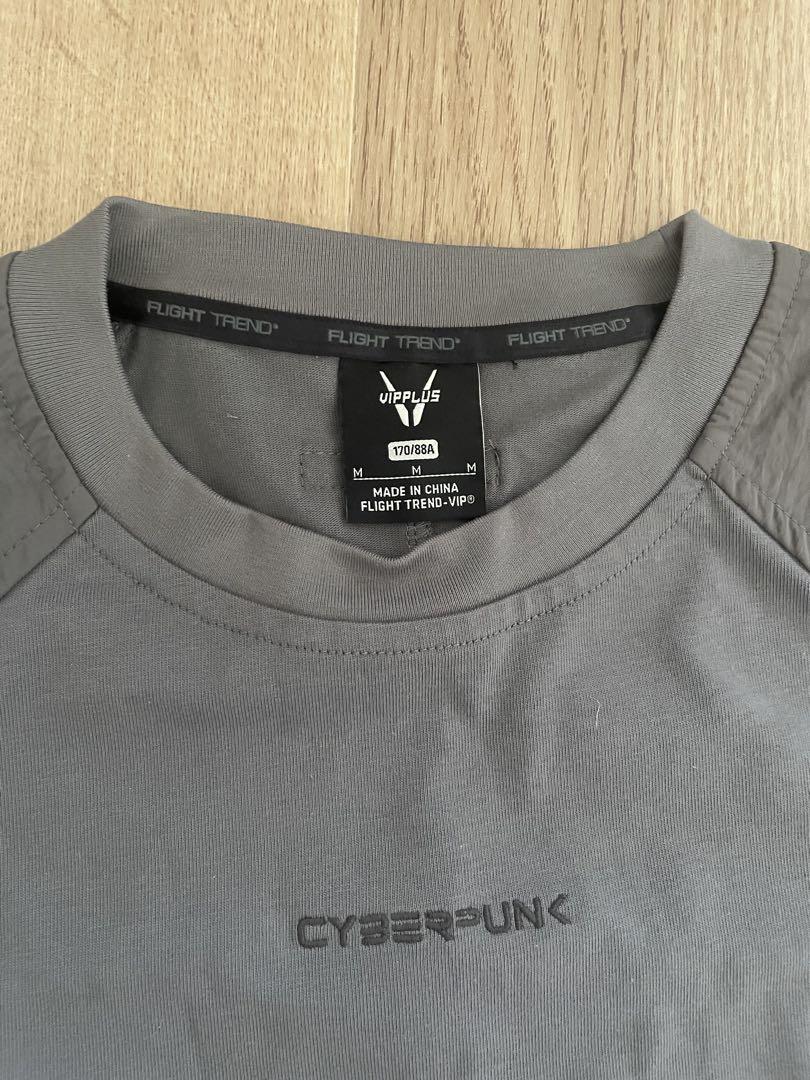 FLIGHT TREND® FLIGHT TREND® FLIGHT TREND®
VIPPLUS
170/88A
M M M
MADE IN CHINA
FLIGHT TREND-VIP®
CYBERPUNK